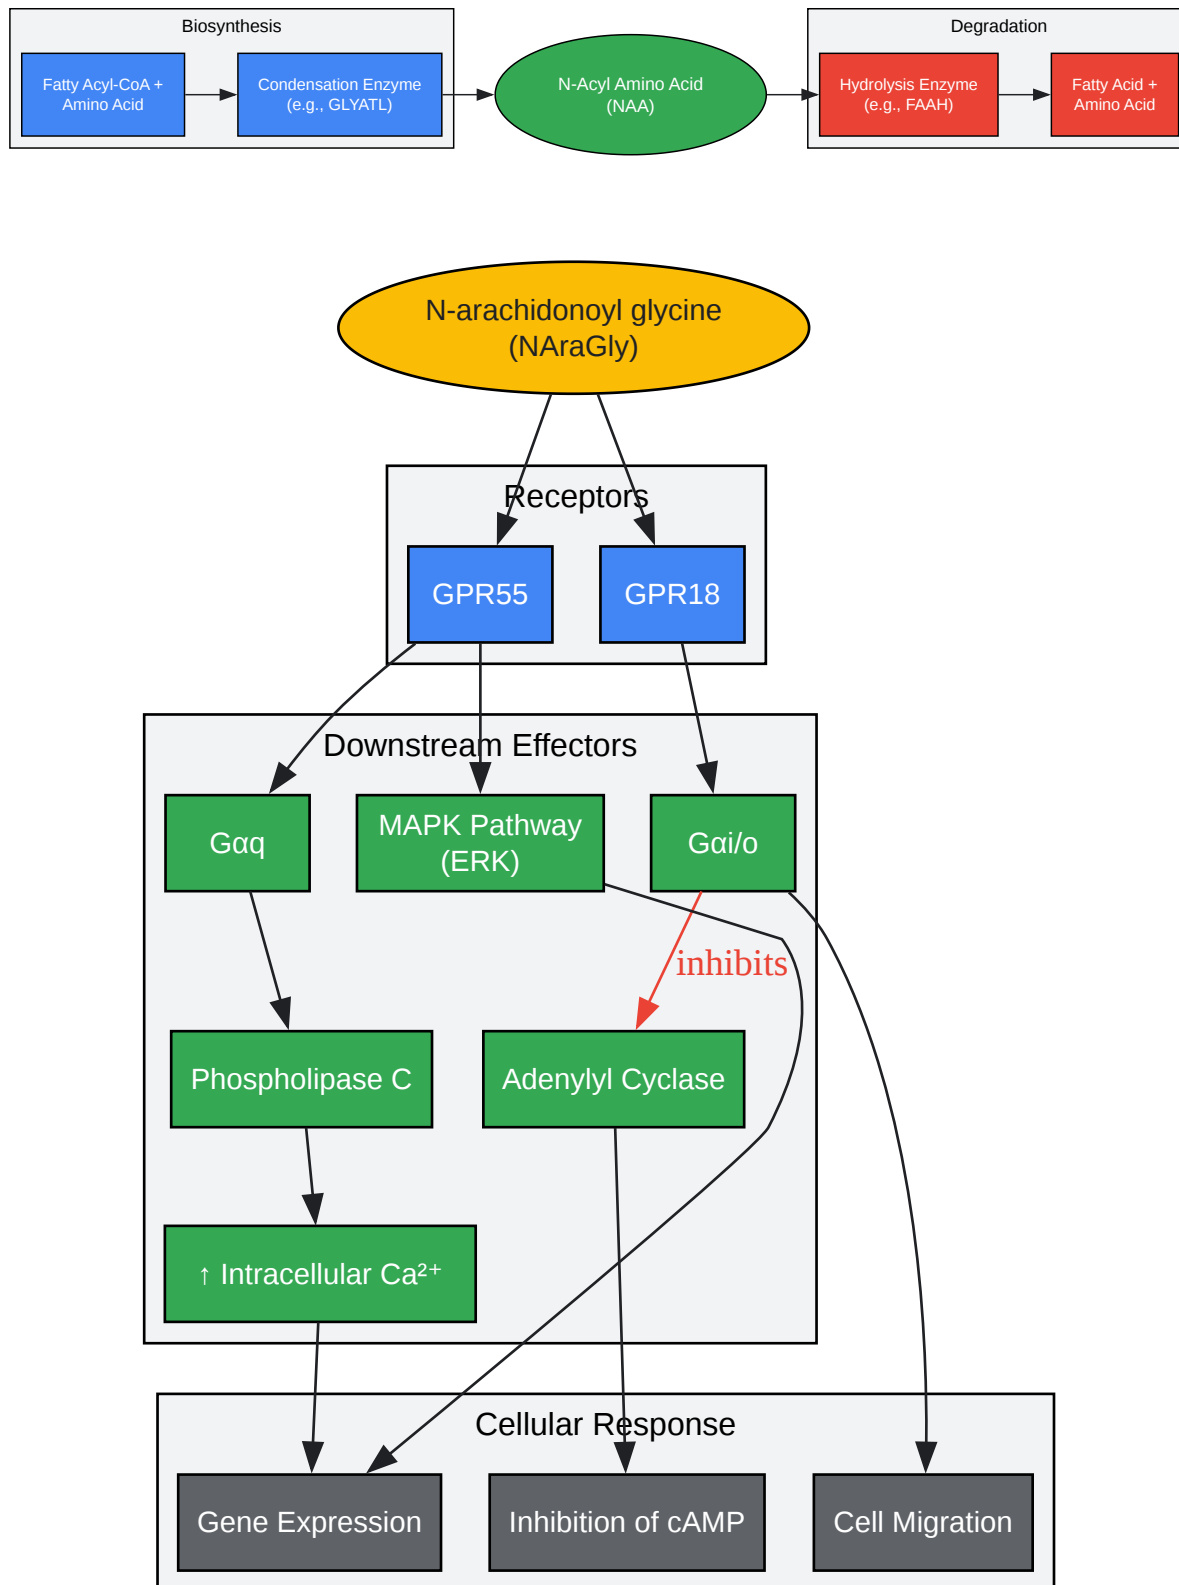 Biosynthesis
Degradation
Fatty Acyl-CoA +
Amino Acid
Condensation Enzyme
(e.g., GLYATL)
N-Acyl Amino Acid
(NAA)
Hydrolysis Enzyme
(e.g., FAAH)
Fatty Acid +
Amino Acid
N-arachidonoyl glycine
(NAraGly)
Receptors
GPR55
GPR18
Downstream Effectors
Gαq
MAPK Pathway
(ERK)
Gαi/o
inhibits
Phospholipase C
Adenylyl Cyclase
↑ Intracellular Ca²⁺
Cellular Response
Gene Expression
Inhibition of cAMP
Cell Migration